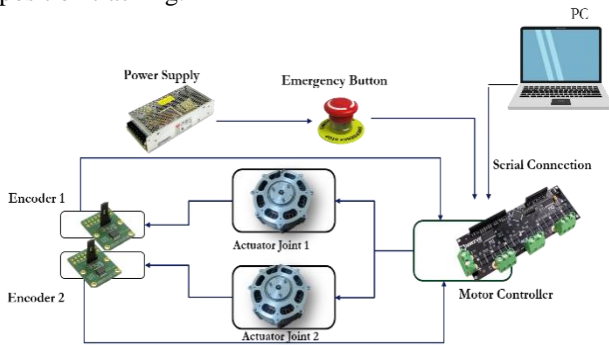 PC
Power Supply
Emergency Button
Serial Connection
Encoder 1
Actuator Joint 1
Encoder 2
Motor Controller
Actuator Joint 2